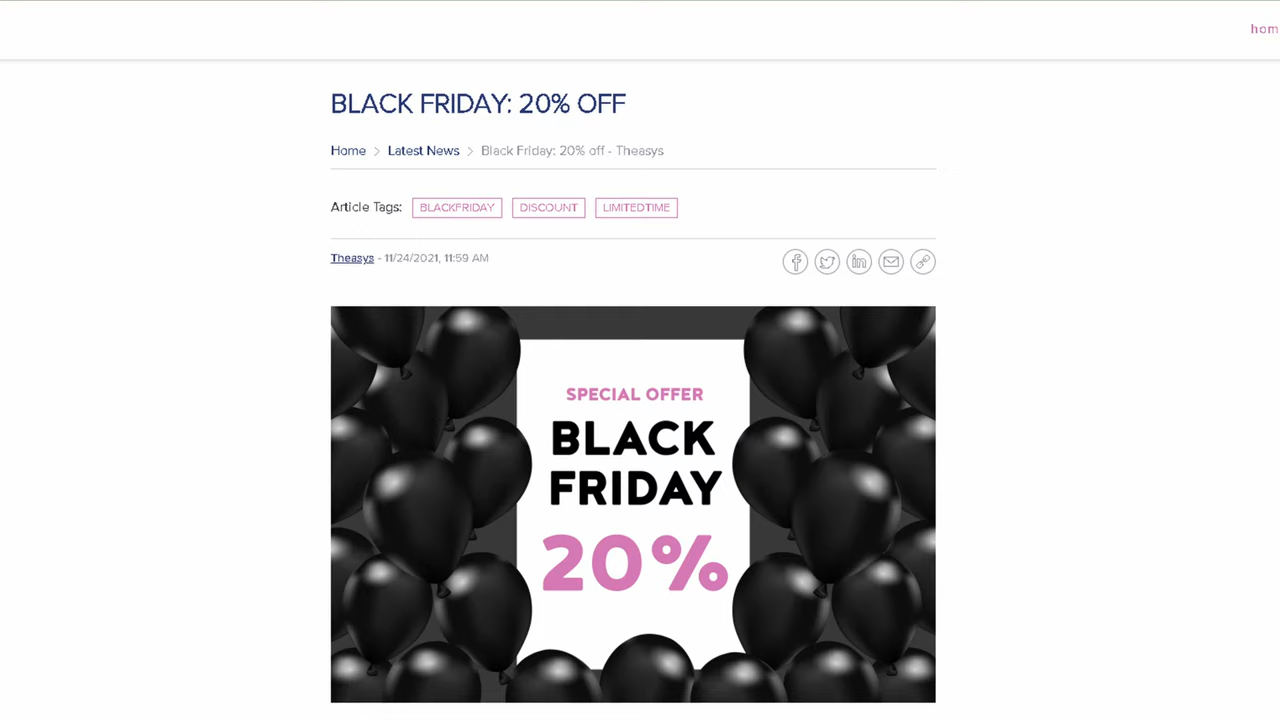 hom
BLACK FRIDAY: 20% OFF
Home > Latest News > Black Friday: 20% off - Theasys
Article Tags: BLACKFRIDAY DISCOUNT LIMITEDTIME
Theasys - 11/24/2021, 11:59 AM
SPECIAL OFFER
BLACK
FRIDAY
20%